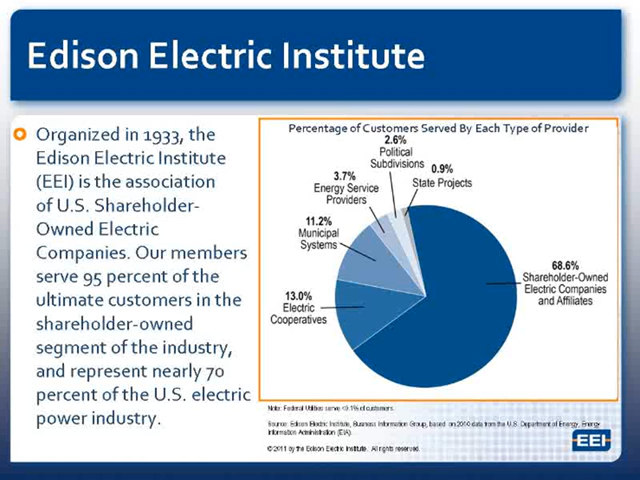 Edison Electric Institute
Organized in 1933, the
Edison Electric Institute
(EEI) is the association
of U.S. Shareholder-
Owned Electric
Companies. Our members
serve 95 percent of the
ultimate customers in the
shareholder-owned
segment of the industry,
and represent nearly 70
percent of the U.S. electric
power industry.
Percentage of Customers Served By Each Type of Provider
2.6%
Political
Subdivisions
0.9%
State Projects
3.7%
Energy Service
Providers
11.2%
Municipal
Systems
68.6%
Shareholder-Owned
Electric Companies
and Affiliates
13.0%
Electric
Cooperatives
Note: Federal Utilities serve <0.1% of customers.
Source: Edison Electric Institute, Business Information Group, based on 2010 data from the U.S. Department of Energy, Energy
Information Administration (EIA).
© 2011 by the Edison Electric Institute. All rights reserved.
EEI